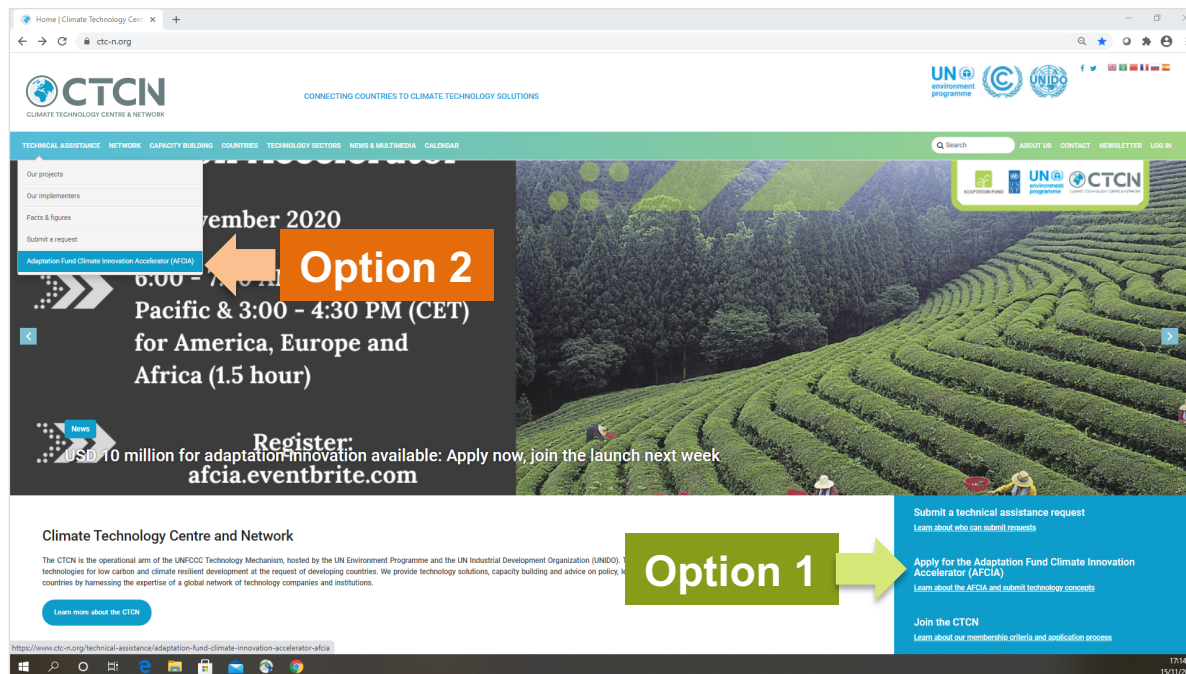 Home | Climate Technology Cent
ctc-n.org
CTCN
CLIMATE TECHNOLOGY CENTRE & NETWORK
CONNECTING COUNTRIES TO CLIMATE TECHNOLOGY SOLUTIONS
UN
environment
programme
UNIDO
TECHNICAL ASSISTANCE NETWORK CAPACITY BUILDING COUNTRIES TECHNOLOGY SECTORS NEWS & MULTIMEDIA CALENDAR
Search
ABOUT US CONTACT NEWSLETTER LOG IN
Our projects
Our implementers
Facts & figures
Submit a request
Adaptation Fund Climate Innovation Accelerator (AFCIA)
ADAPTATION FUND
UN
environment
programme
CTCN
CLIMATE TECHNOLOGY CENTRE & NETWORK
vember 2020
Option 2
6:00 –
Pacific & 3:00 – 4:30 PM (CET)
for America, Europe and
Africa (1.5 hour)
News
Register:
USD 10 million for adaptation innovation available: Apply now, join the launch next week
afcia.eventbrite.com
Climate Technology Centre and Network
The CTCN is the operational arm of the UNFCCC Technology Mechanism, hosted by the UN Environment Programme and the UN Industrial Development Organization (UNIDO). T
technologies for low carbon and climate resilient development at the request of developing countries. We provide technology solutions, capacity building and advice on policy, le
countries by harnessing the expertise of a global network of technology companies and institutions.
Learn more about the CTCN
Option 1
Submit a technical assistance request
Learn about who can submit requests
Apply for the Adaptation Fund Climate Innovation
Accelerator (AFCIA)
Learn about the AFCIA and submit technology concepts
Join the CTCN
Learn about our membership criteria and application process
https://www.ctc-n.org/technical-assistance/adaptation-fund-climate-innovation-accelerator-afcia
17:14
15/11/20